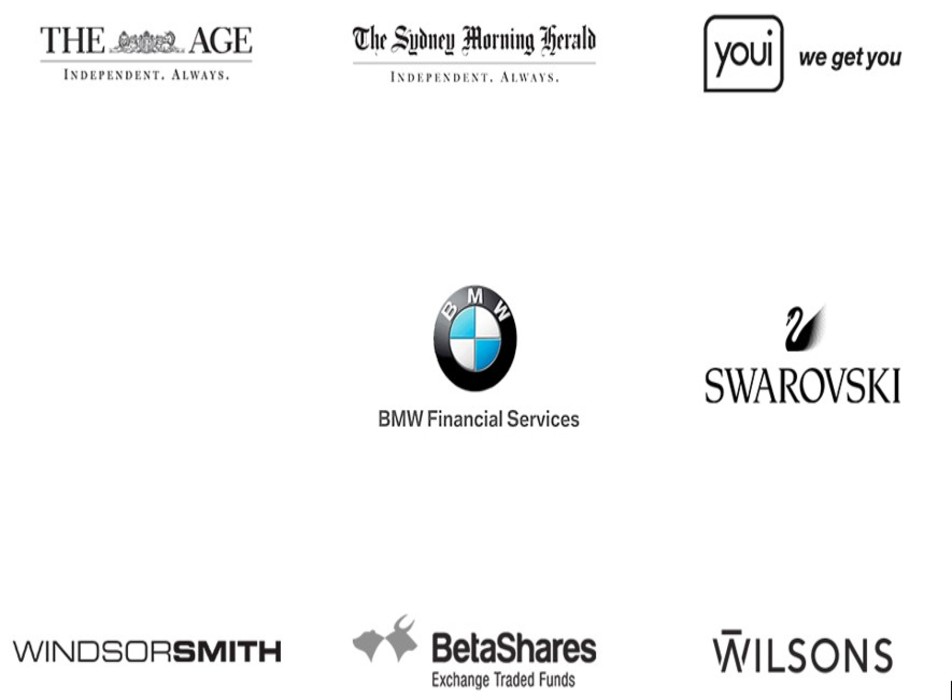 THE AGE
INDEPENDENT. ALWAYS.
The Sydney Morning Herald
INDEPENDENT. ALWAYS.
youi
we get you
BMW
BMW Financial Services
SWAROVSKI
WINDSORSMITH
BetaShares
Exchange Traded Funds
WILSONS